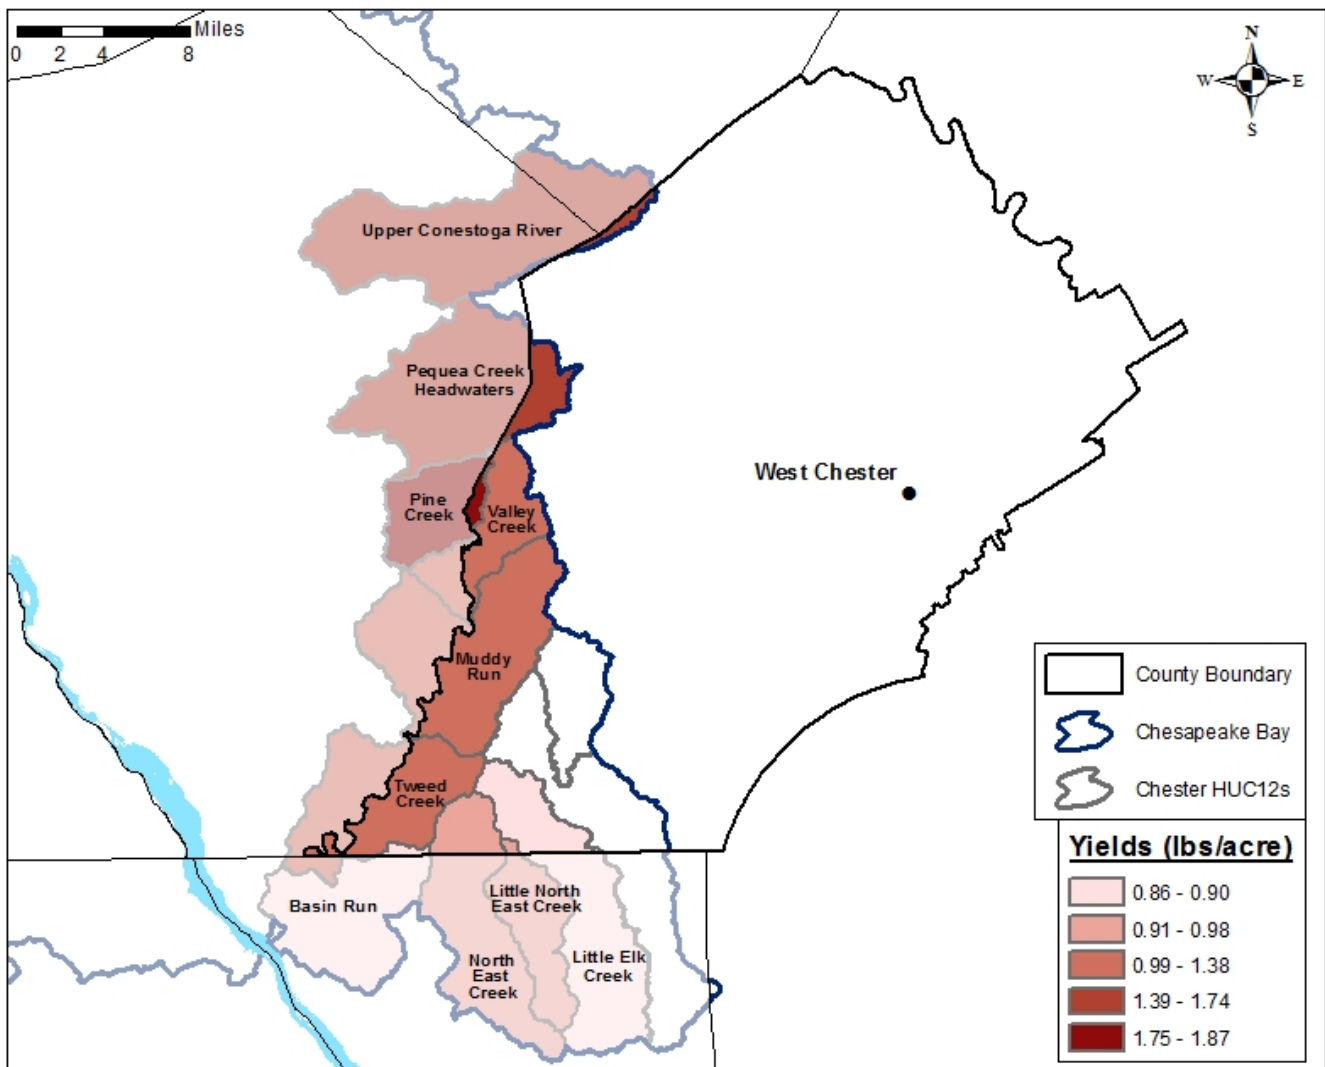 Miles
0 2 4 8
N
W E
S
Upper Conestoga River
Pequea Creek
Headwaters
West Chester
Pine
Creek
Valley
Creek
Muddy
Run
County Boundary
Chesapeake Bay
Chester HUC12s
Tweed
Creek
Yields (lbs/acre)
0.86 - 0.90
0.91 - 0.98
0.99 - 1.38
1.39 - 1.74
1.75 - 1.87
Basin Run
Little North
East Creek
North
East
Creek
Little Elk
Creek